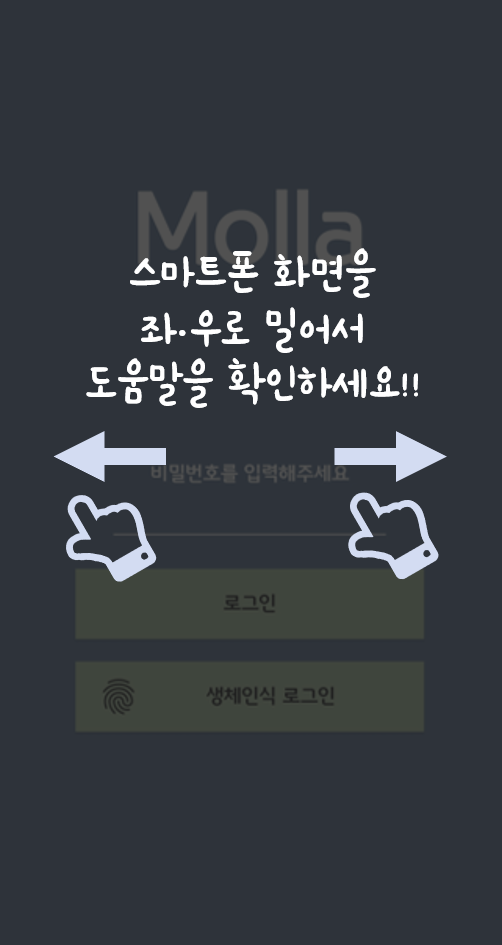 Molla
스마트폰 화면을
좌·우로 밀어서
도움말을 확인하세요!!
비밀번호를 입력해주세요
로그인
생체인식 로그인